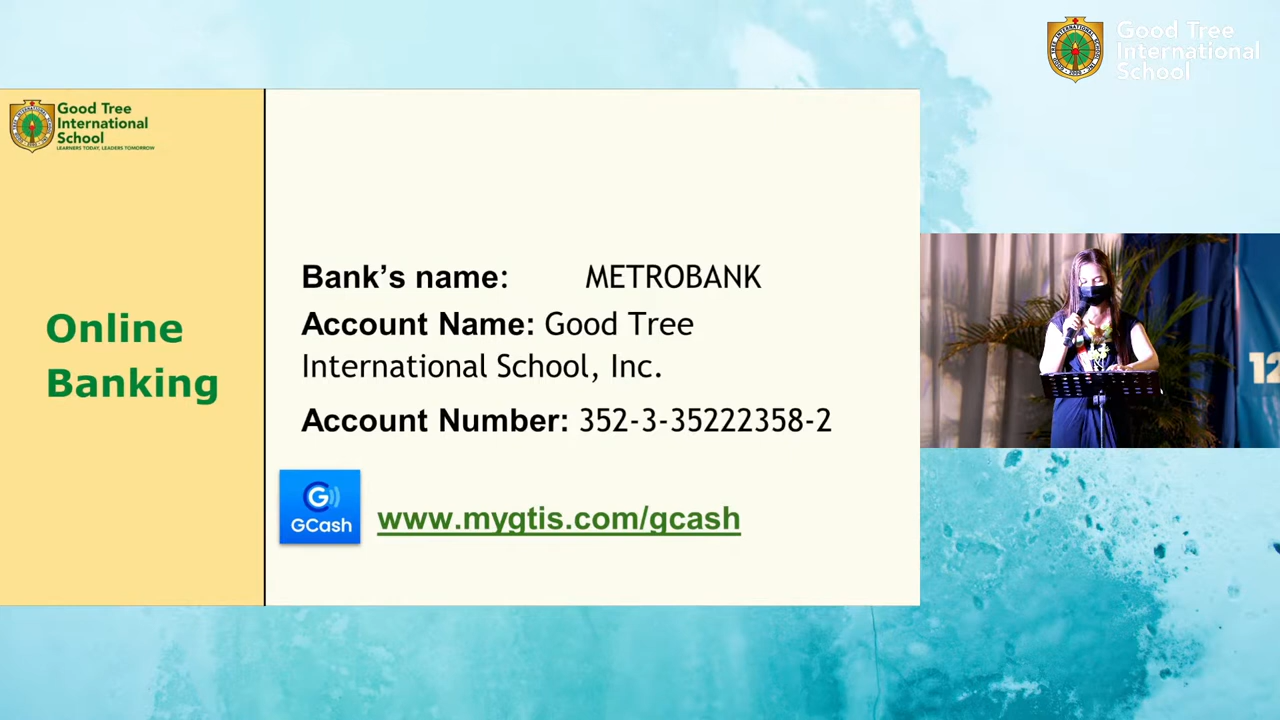 Good Tree
International
School
Good Tree
International
School
LEARNERS TODAY, LEADERS TOMORROW
Online
Banking
Bank’s name: METROBANK
Account Name: Good Tree
International School, Inc.
Account Number: 352-3-35222358-2
GCash
www.mygtis.com/gcash
12